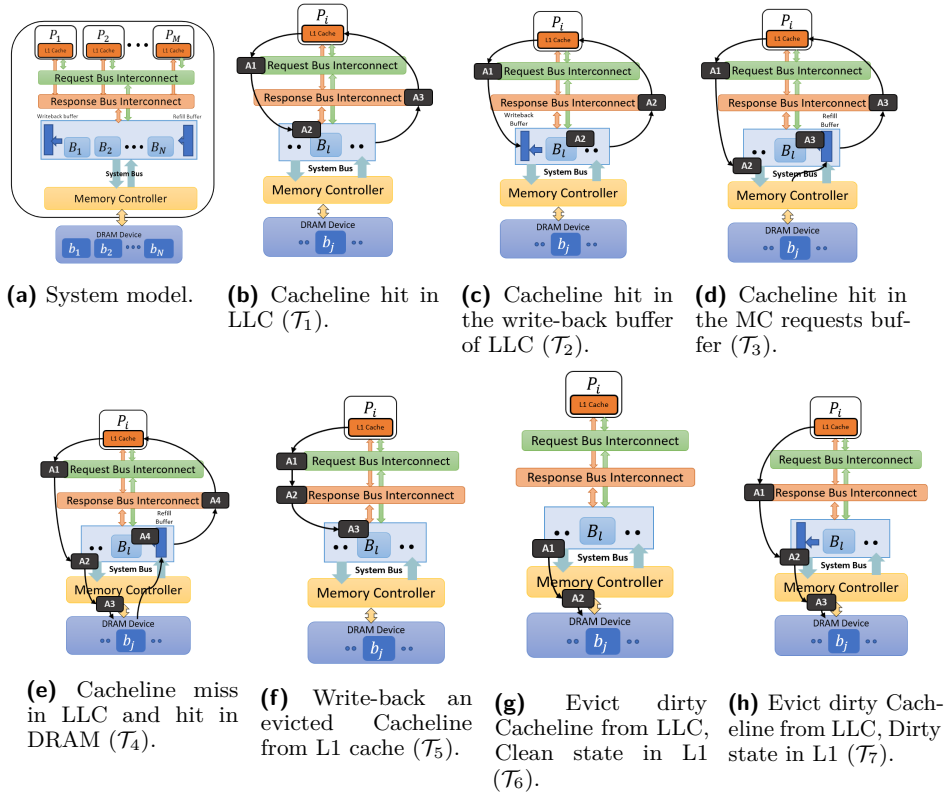 P1 P2 ••• PM
L1 Cache L1 Cache L1 Cache
Request Bus Interconnect
Response Bus Interconnect
Writeback buffer Refill Buffer
B1 B2 ••• BN
System Bus
Memory Controller
DRAM Device
b1 b2 •••• bN
(a) System model.
Pi
L1 Cache
A1 Request Bus Interconnect
Response Bus Interconnect A3
A2
•• Bl ••
System Bus
Memory Controller
DRAM Device
•• bj ••
(b) Cacheline hit in
LLC (T1).
Pi
L1 Cache
A1 Request Bus Interconnect
Response Bus Interconnect A2
Writeback
Buffer
Bl A2 ••
System Bus
Memory Controller
DRAM Device
•• bj ••
(c) Cacheline hit in
the write-back buffer
of LLC (T2).
Pi
L1 Cache
A1 Request Bus Interconnect
Response Bus Interconnect A3
Refill
Buffer
•• Bl A3
A2 System Bus
Memory Controller
DRAM Device
•• bj ••
(d) Cacheline hit in
the MC requests buf-
fer (T3).
Pi
L1 Cache
A1 Request Bus Interconnect
Response Bus Interconnect A4
Refill
Buffer
•• Bl A4
A2 System Bus
Memory Controller
A3
DRAM Device
•• bj ••
(e) Cacheline miss
in LLC and hit in
DRAM (T4).
Pi
L1 Cache
A1 Request Bus Interconnect
A2 Response Bus Interconnect
A3
•• Bl ••
System Bus
Memory Controller
DRAM Device
•• bj ••
(f) Write-back an
evicted Cacheline
from L1 cache (T5).
Pi
L1 Cache
Request Bus Interconnect
Response Bus Interconnect
•• Bl ••
A1 System Bus
Memory Controller
A2
DRAM Device
•• bj ••
(g) Evict dirty
Cacheline from LLC,
Clean state in L1
(T6).
Pi
L1 Cache
Request Bus Interconnect
A1 Response Bus Interconnect
Bl ••
A2 System Bus
Memory Controller
A3
DRAM Device
•• bj ••
(h) Evict dirty Cach-
eline from LLC, Dirty
state in L1 (T7).